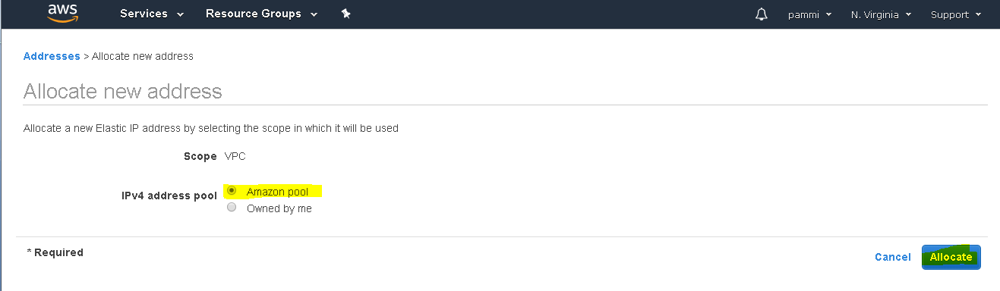 aws Services Resource Groups pammi N. Virginia Support
Addresses > Allocate new address
Allocate new address
Allocate a new Elastic IP address by selecting the scope in which it will be used
Scope VPC
IPv4 address pool Amazon pool
Owned by me
* Required Cancel Allocate